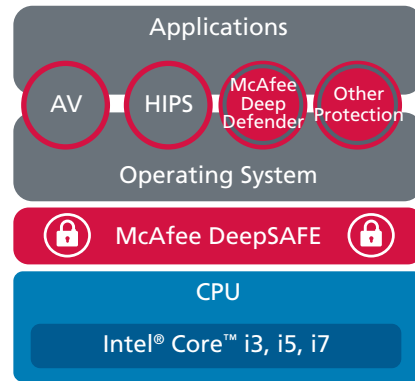 Applications
AV
HIPS
McAfee
Deep
Defender
Other
Protection
Operating System
McAfee DeepSAFE
CPU
Intel® Core™ i3, i5, i7